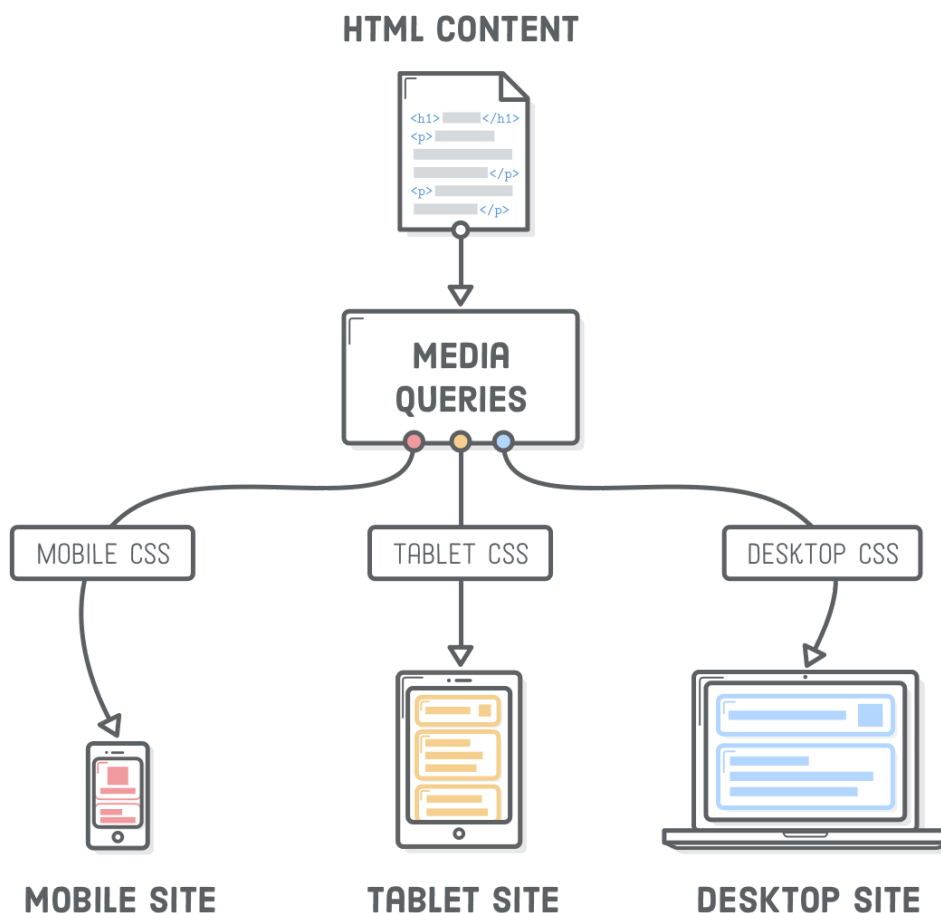 HTML CONTENT
<h1> </h1>
<p>
</p>
<p>
</p>
MEDIA
QUERIES
MOBILE CSS
TABLET CSS
DESKTOP CSS
MOBILE SITE
TABLET SITE
DESKTOP SITE